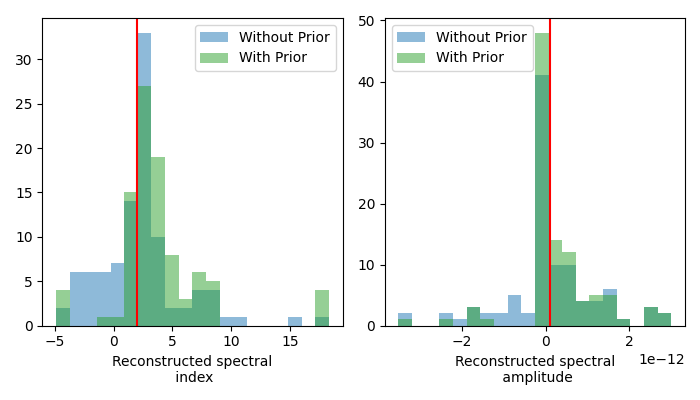 Without Prior
With Prior
30
25
20
15
10
5
0
−5
0
5
10
15
Reconstructed spectral
index
Without Prior
With Prior
50
40
30
20
10
0
−2
0
2
1e−12
Reconstructed spectral
amplitude